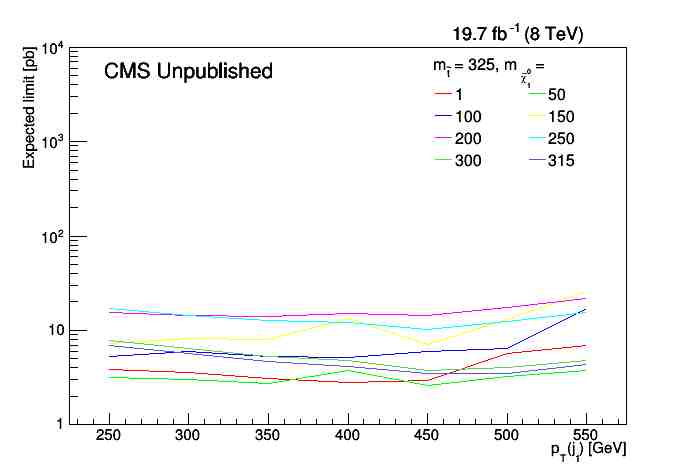 19.7 fb⁻¹ (8 TeV)
CMS Unpublished
m_t̃ = 325, m_χ̃₁⁰ =
1 50
100 150
200 250
300 315
Expected limit [pb]
10⁴
10³
10²
10
1
250 300 350 400 450 500 550
p_T(j₁) [GeV]